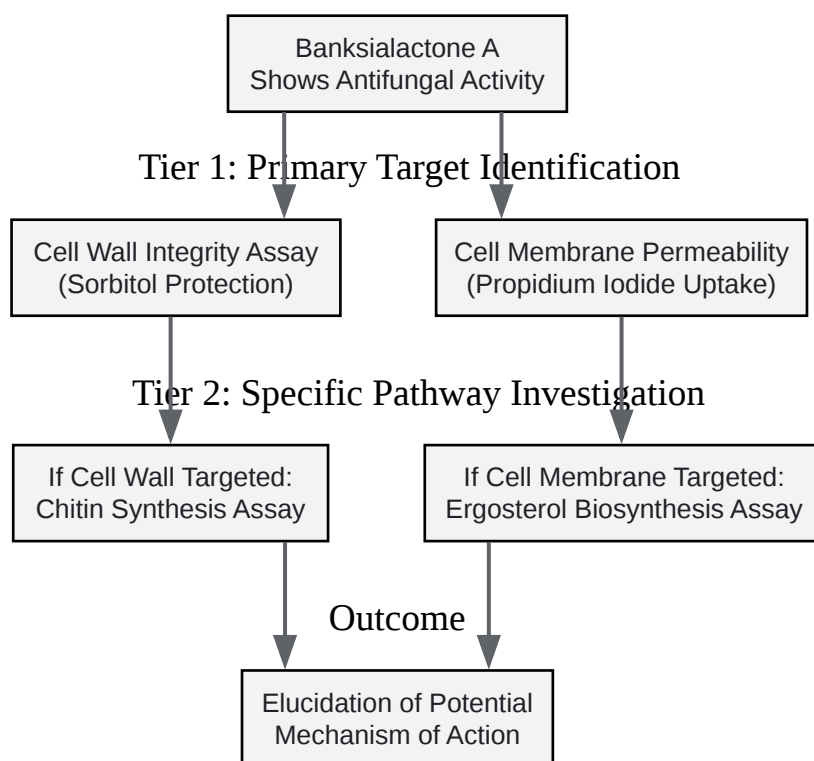 Banksialactone A
Shows Antifungal Activity
Tier 1: Primary Target Identification
Cell Wall Integrity Assay
(Sorbitol Protection)
Cell Membrane Permeability
(Propidium Iodide Uptake)
Tier 2: Specific Pathway Investigation
If Cell Wall Targeted:
Chitin Synthesis Assay
If Cell Membrane Targeted:
Ergosterol Biosynthesis Assay
Outcome
Elucidation of Potential
Mechanism of Action